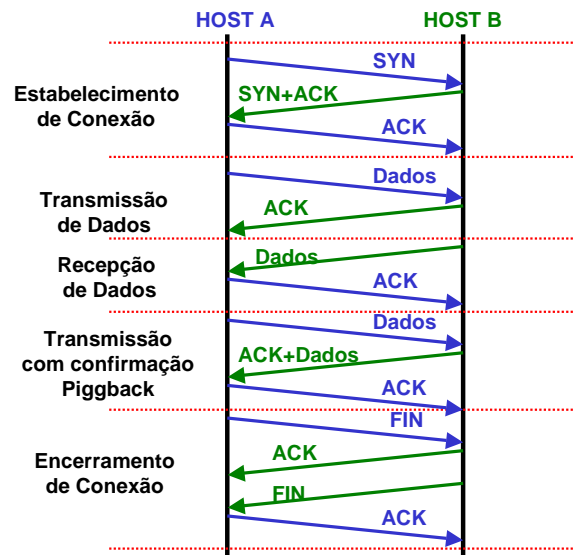 HOST A
HOST B
SYN
SYN+ACK
Estabelecimento
de Conexão
ACK
Dados
Transmissão
de Dados
ACK
Dados
Recepção
de Dados
ACK
Dados
Transmissão
com confirmação
Piggback
ACK+Dados
ACK
FIN
ACK
Encerramento
de Conexão
FIN
ACK